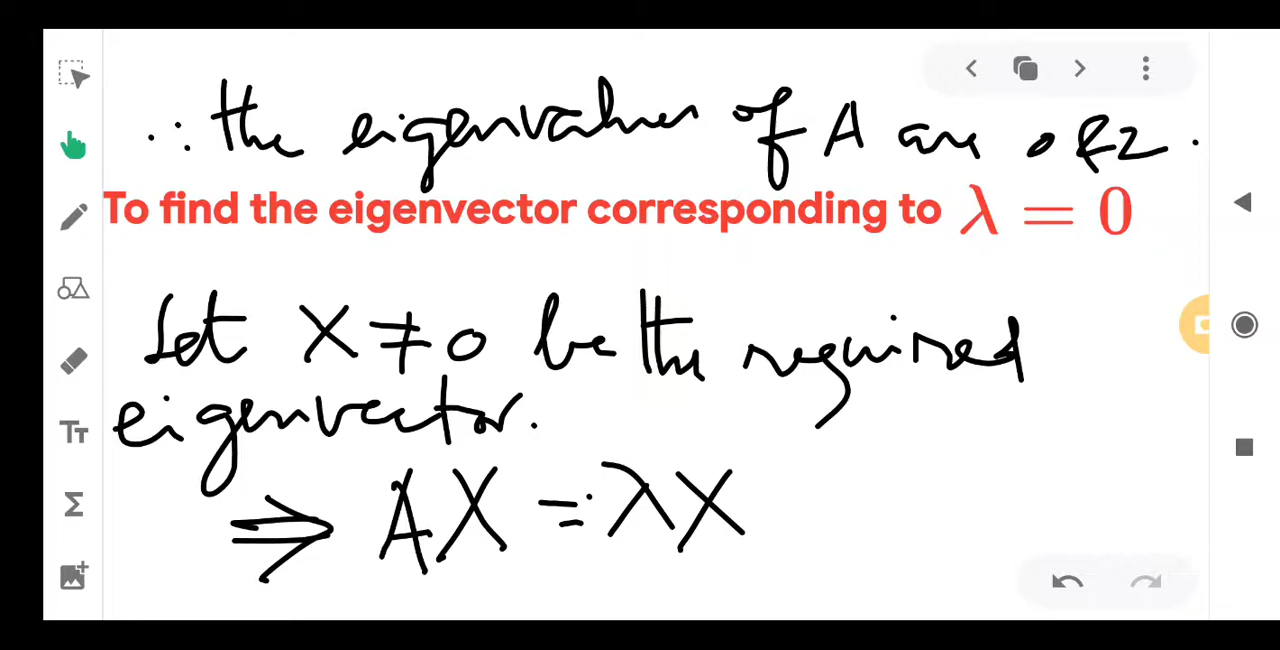 ∴ the eigenvalues of A are 0 & 2.
To find the eigenvector corresponding to λ = 0
Let X ≠ 0 be the required
eigenvector.
⇒ AX = λX
Tт
Σ